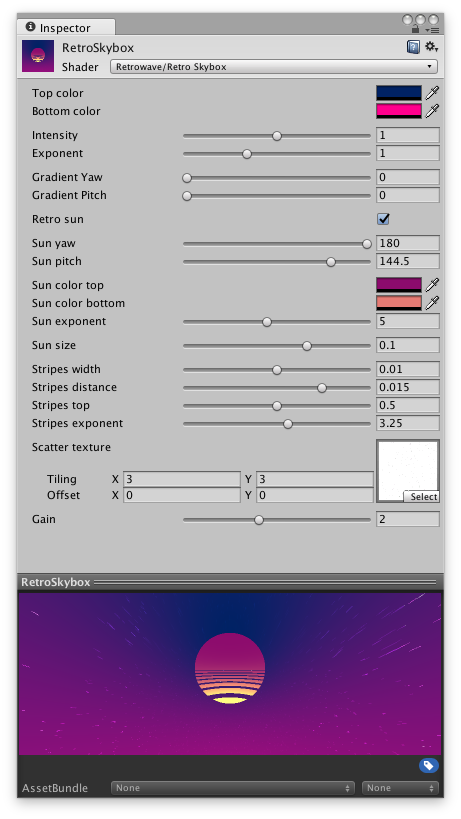 Inspector
RetroSkybox
Shader Retrowave/Retro Skybox
Top color
Bottom color
Intensity 1
Exponent 1
Gradient Yaw 0
Gradient Pitch 0
Retro sun
Sun yaw 180
Sun pitch 144.5
Sun color top
Sun color bottom
Sun exponent 5
Sun size 0.1
Stripes width 0.01
Stripes distance 0.015
Stripes top 0.5
Stripes exponent 3.25
Scatter texture
Tiling X 3 Y 3
Offset X 0 Y 0
Select
Gain 2
RetroSkybox
AssetBundle None None